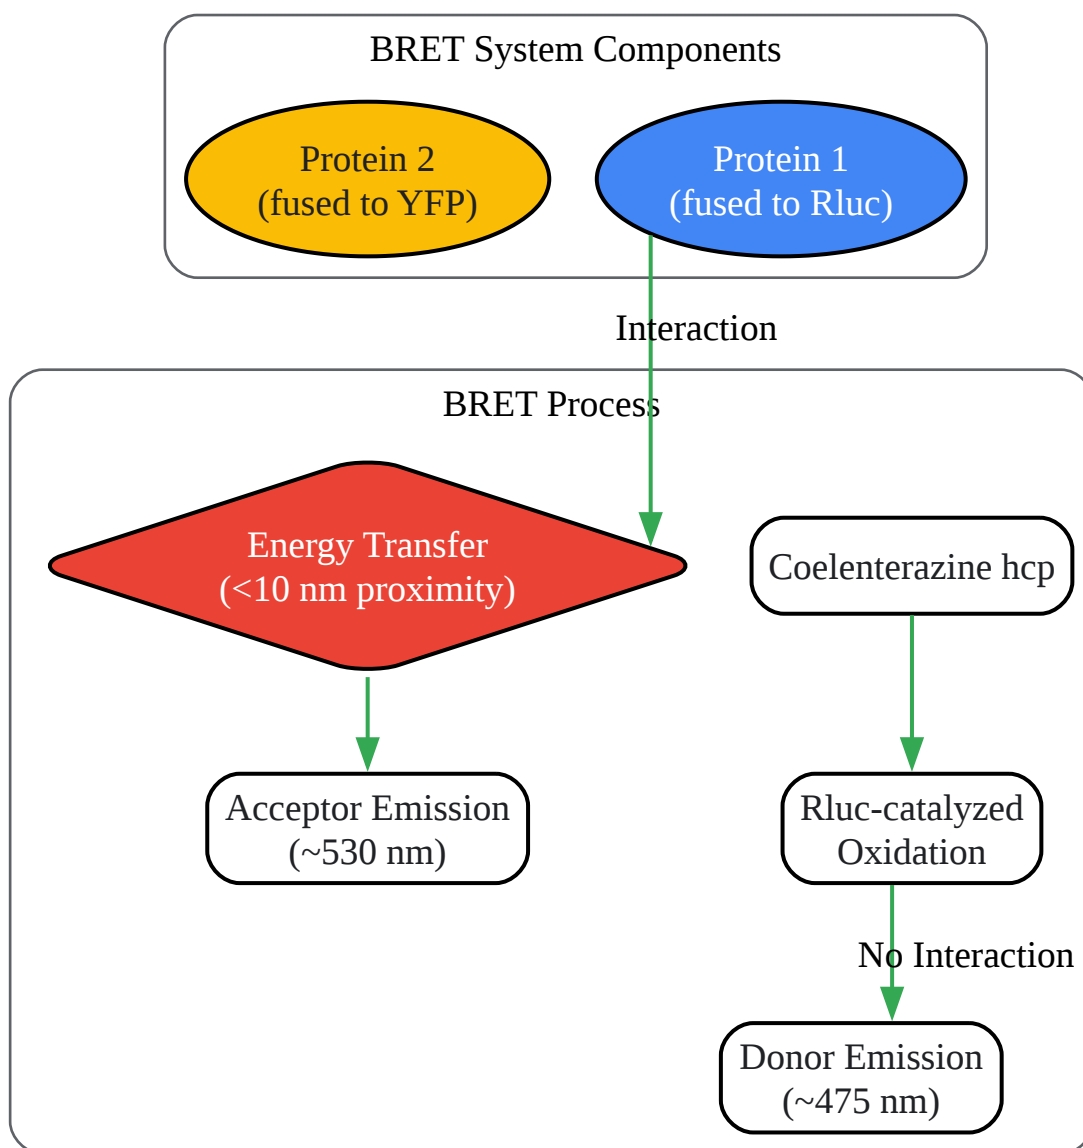 BRET System Components
Protein 2
(fused to YFP)
Protein 1
(fused to Rluc)
Interaction
BRET Process
Energy Transfer
(<10 nm proximity)
Coelenterazine hcp
Acceptor Emission
(~530 nm)
Rluc-catalyzed
Oxidation
No Interaction
Donor Emission
(~475 nm)